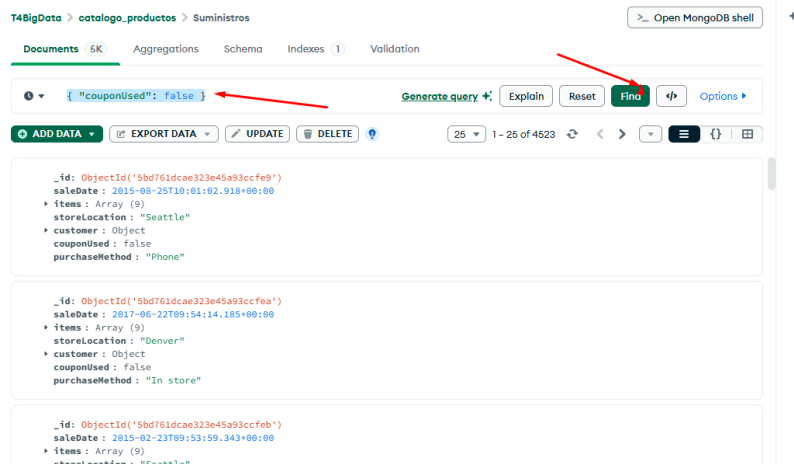 T4BigData > catalogo_productos > Suministros
>_ Open MongoDB shell
Documents 5K Aggregations Schema Indexes 1 Validation
{ "couponUsed": false }
Generate query Explain Reset Find </> Options
ADD DATA EXPORT DATA UPDATE DELETE 25 1 – 25 of 4523 {}
_id: ObjectId('5bd761dcae323e45a93ccfe9')
saleDate : 2015-08-25T10:01:02.918+00:00
items : Array (9)
storeLocation : "Seattle"
customer : Object
couponUsed : false
purchaseMethod : "Phone"
_id: ObjectId('5bd761dcae323e45a93ccfea')
saleDate : 2017-06-22T09:54:14.185+00:00
items : Array (9)
storeLocation : "Denver"
customer : Object
couponUsed : false
purchaseMethod : "In store"
_id: ObjectId('5bd761dcae323e45a93ccfeb')
saleDate : 2015-02-23T09:53:59.343+00:00
items : Array (9)
storeLocation : "Seattle"